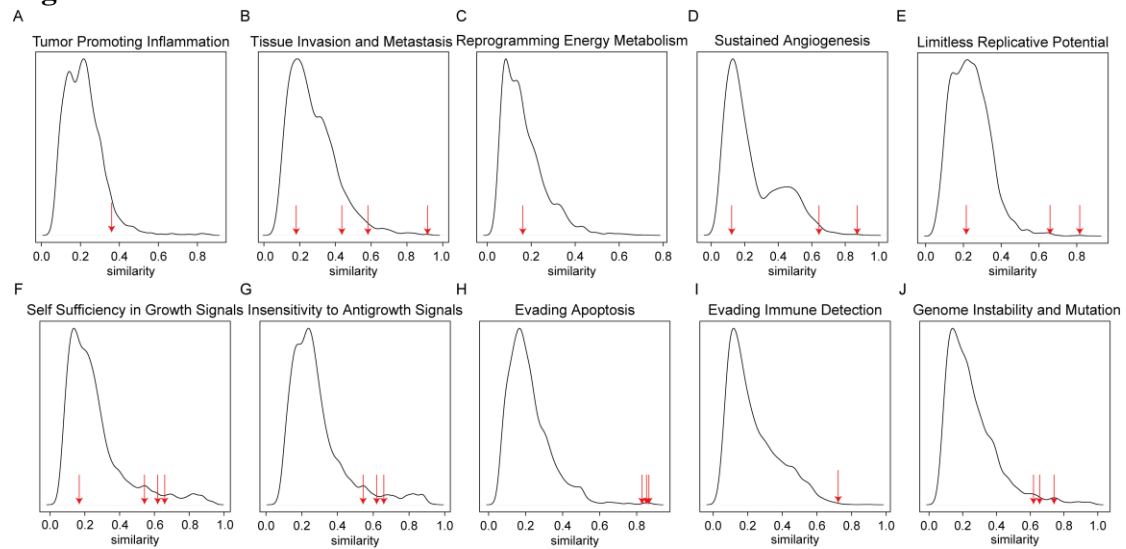 A
Tumor Promoting Inflammation
0.0 0.2 0.4 0.6 0.8
similarity
B
Tissue Invasion and Metastasis
0.0 0.2 0.4 0.6 0.8 1.0
similarity
C
Reprogramming Energy Metabolism
0.0 0.2 0.4 0.6 0.8
similarity
D
Sustained Angiogenesis
0.0 0.2 0.4 0.6 0.8 1.0
similarity
E
Limitless Replicative Potential
0.0 0.2 0.4 0.6 0.8
similarity
F
Self Sufficiency in Growth Signals
0.0 0.2 0.4 0.6 0.8 1.0
similarity
G
Insensitivity to Antigrowth Signals
0.0 0.2 0.4 0.6 0.8 1.0
similarity
H
Evading Apoptosis
0.0 0.2 0.4 0.6 0.8
similarity
I
Evading Immune Detection
0.0 0.2 0.4 0.6 0.8 1.0
similarity
J
Genome Instability and Mutation
0.0 0.2 0.4 0.6 0.8 1.0
similarity